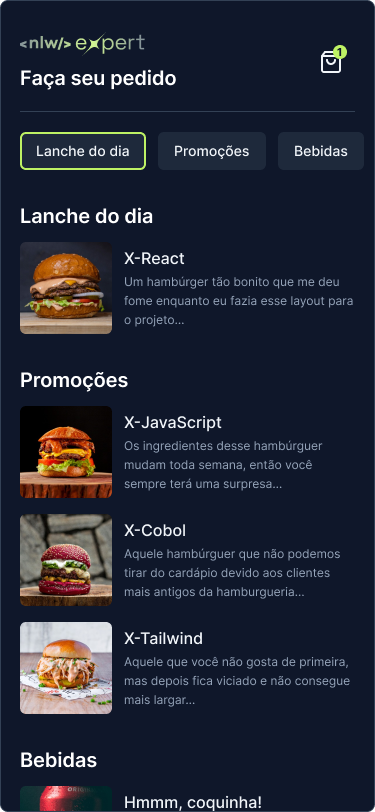 <nlw/> expert
1
Faça seu pedido
Lanche do dia
Promoções
Bebidas
Lanche do dia
X-React
Um hambúrger tão bonito que me deu
fome enquanto eu fazia esse layout para
o projeto...
Promoções
X-JavaScript
Os ingredientes desse hambúrguer
mudam toda semana, então você
sempre terá uma surpresa...
X-Cobol
Aquele hambúrguer que não podemos
tirar do cardápio devido aos clientes
mais antigos da hamburgueria...
X-Tailwind
Aquele que você não gosta de primeira,
mas depois fica viciado e não consegue
mais largar...
Bebidas
Hmmm, coquinha!